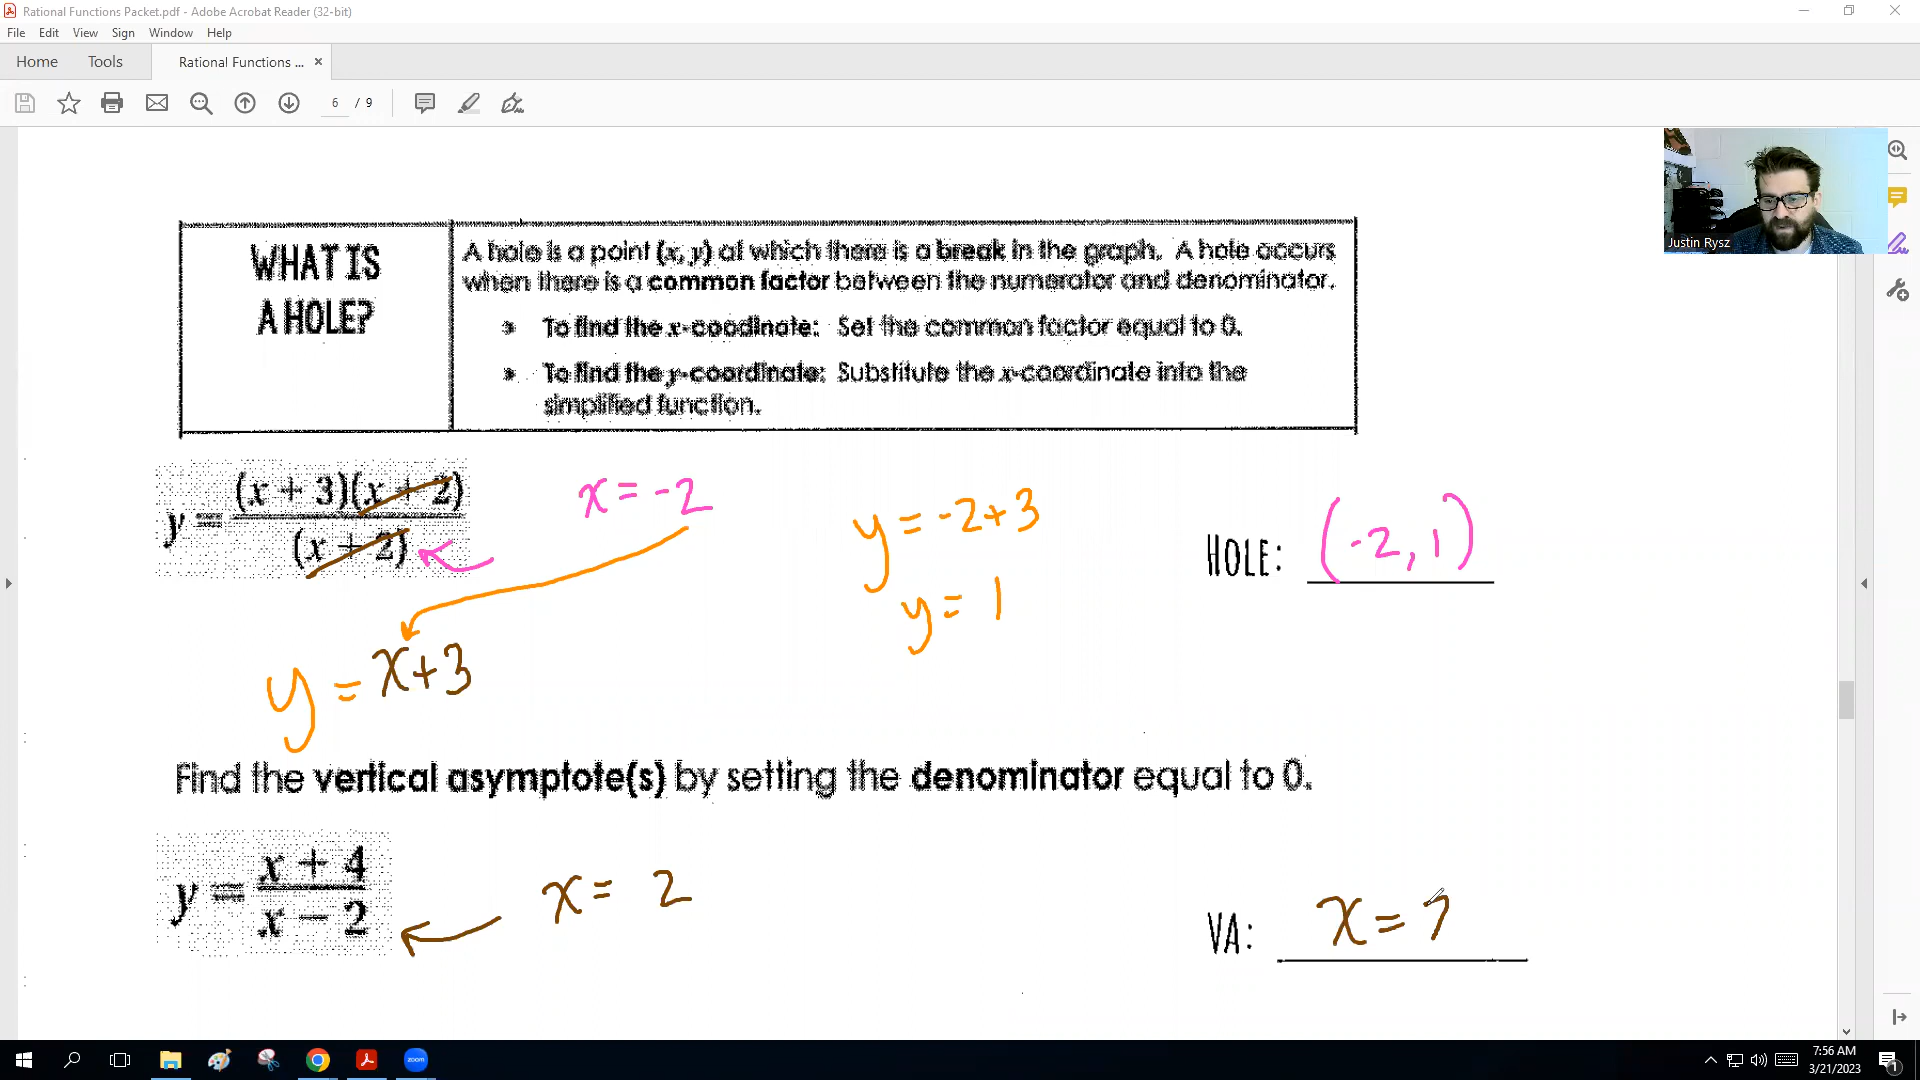 Rational Functions Packet.pdf - Adobe Acrobat Reader (32-bit)
File Edit View Sign Window Help
Home Tools Rational Functions ... ×
6 / 9
Justin Rysz
WHAT IS
A HOLE?
A hole is a point (x, y) at which there is a break in the graph. A hole occurs
when there is a common factor between the numerator and denominator.
To find the x-coodinate: Set the common factor equal to 0.
To find the y-coordinate: Substitute the x-coordinate into the
simplified function.
y = (x + 3)(x + 2) / (x + 2)
x = -2
y = -2+3
y = 1
HOLE: (-2, 1)
y = x+3
Find the vertical asymptote(s) by setting the denominator equal to 0.
y = x + 4 / x - 2
x = 2
VA: x =
zoom
7:56 AM
3/21/2023
1